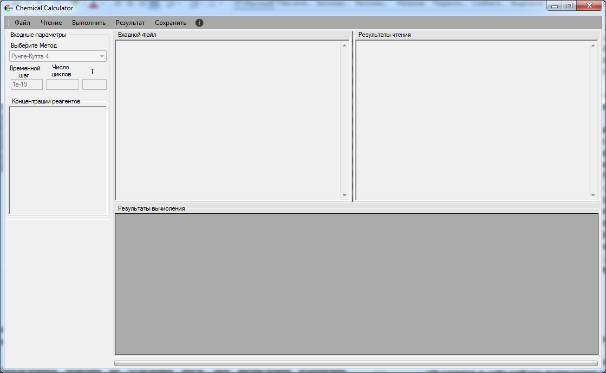 Chemical Calculator
Файл Чтение Выполнить Результат Сохранить
Входные параметры
Выберите Метод
Рунге-Кутта 4
Временной шаг
Число циклов
T
1e-18
Концентрации реагентов
Входной файл
Результаты чтения
Результаты вычисления